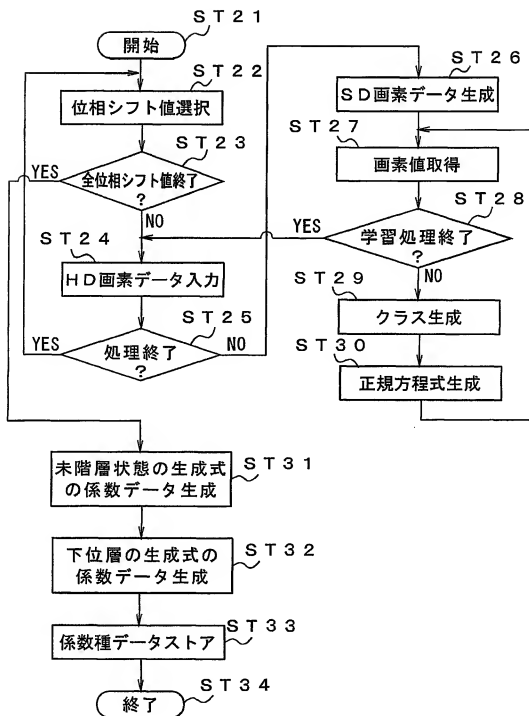 ST21
開始
ST22
位相シフト値選択
ST23
YES
全位相シフト値終了
?
NO
ST24
HD画素データ入力
ST25
YES
処理終了
?
NO
ST26
SD画素データ生成
ST27
画素値取得
ST28
YES
学習処理終了
?
NO
ST29
クラス生成
ST30
正規方程式生成
ST31
未階層状態の生成式
の係数データ生成
ST32
下位層の生成式の
係数データ生成
ST33
係数種データストア
ST34
終了